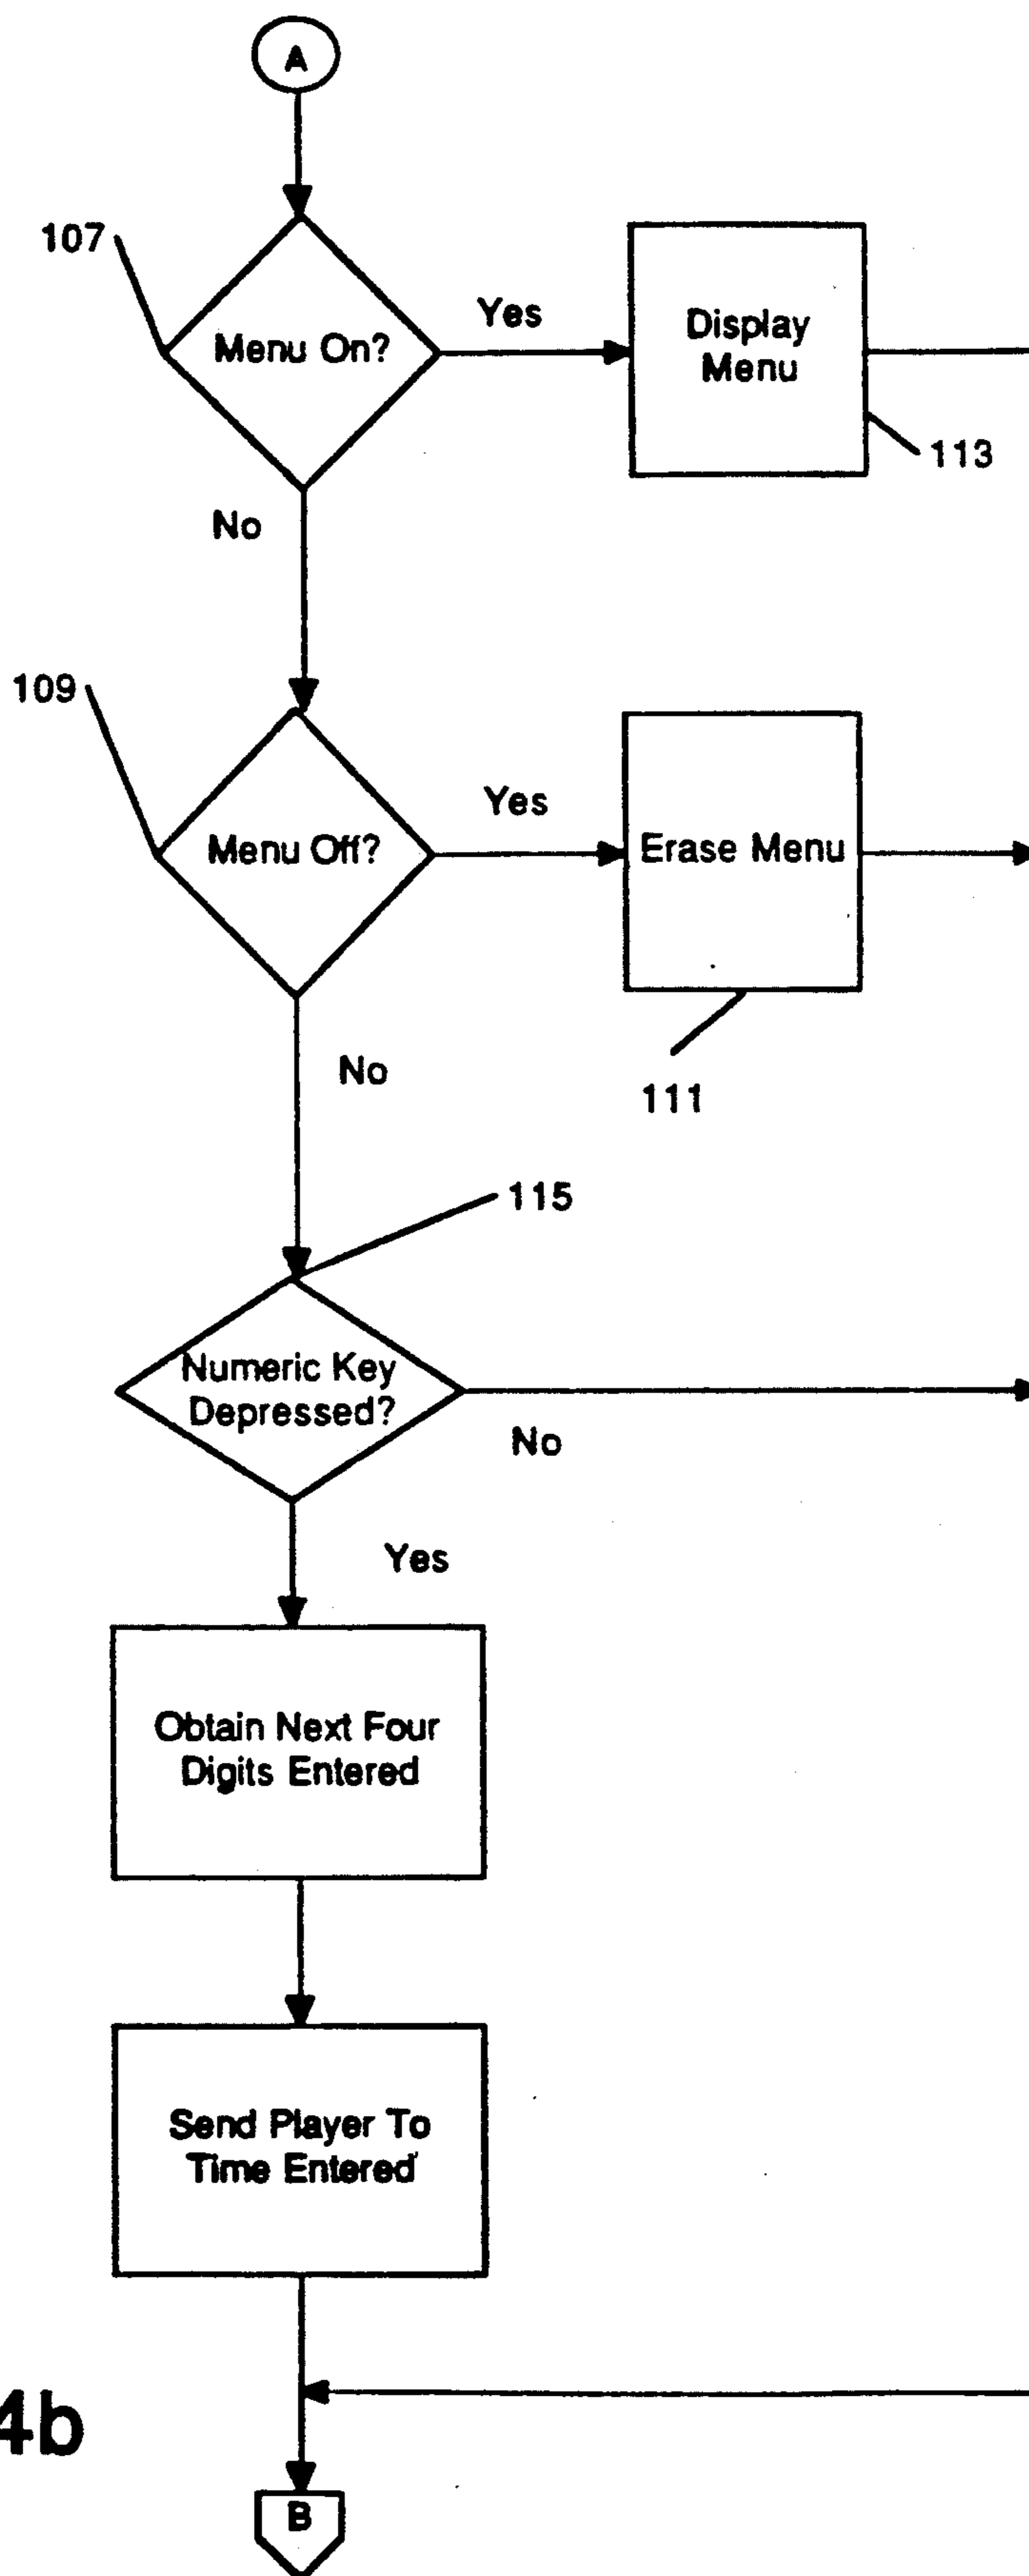 A
107
Menu On?
Yes
Display
Menu
113
No
109
Menu Off?
Yes
Erase Menu
111
No
115
Numeric Key
Depressed?
No
Yes
Obtain Next Four
Digits Entered
Send Player To
Time Entered
4b
B